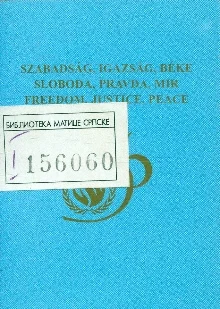 SZABADSÁG, IGAZSÁG, BÉKE
SLOBODA, PRAVDA, MIR
FREEDOM, JUSTICE, PEACE
БИБЛИОТЕКА МАТИЦЕ СРПСКЕ
156060